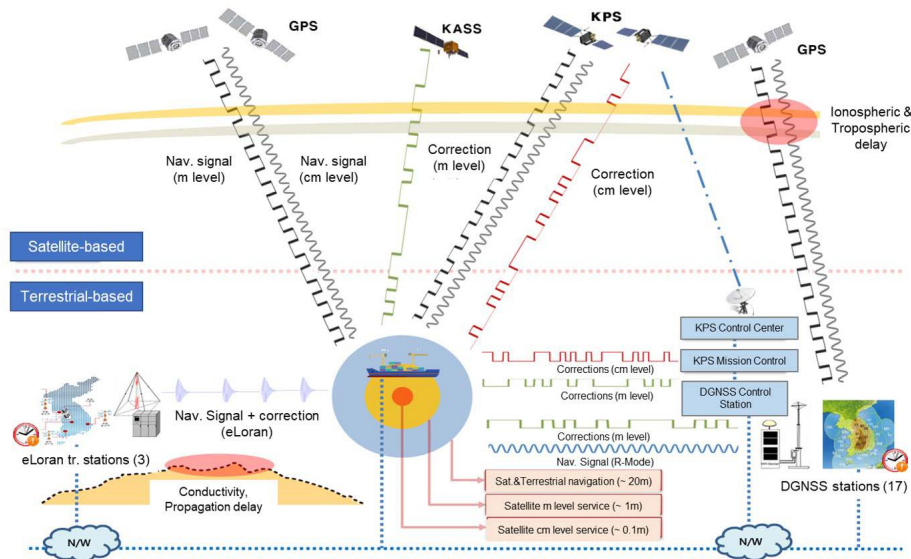 GPS
KASS
KPS
GPS
Ionospheric &
Tropospheric
delay
Nav. signal
(m level)
Nav. signal
(cm level)
Correction
(m level)
Correction
(cm level)
Satellite-based
Terrestrial-based
KPS Control Center
KPS Mission Control
DGNSS Control
Station
Corrections (cm level)
Corrections (m level)
Corrections (m level)
Nav. Signal (R-Mode)
Nav. Signal + correction
(eLoran)
eLoran tr. stations (3)
Conductivity,
Propagation delay
Sat.&Terrestrial navigation (~ 20m)
Satellite m level service (~ 1m)
Satellite cm level service (~ 0.1m)
DGNSS stations (17)
N/W
N/W